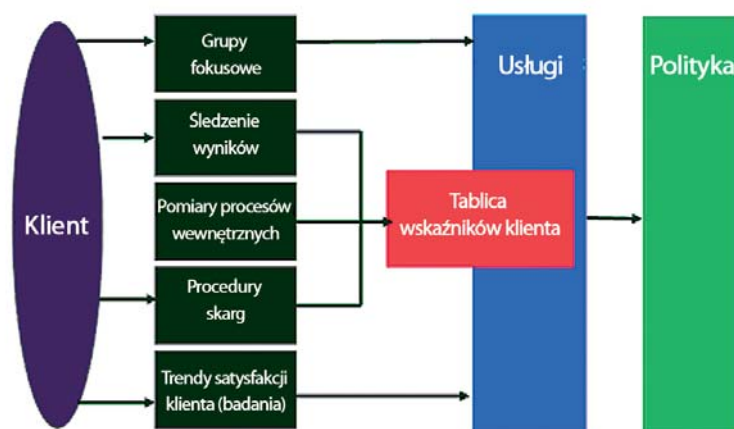 Klient
Grupy
fokusowe
Śledzenie
wyników
Pomiary procesów
wewnętrznych
Procedury
skarg
Trendy satysfakcji
klienta (badania)
Tablica
wskaźników klienta
Usługi
Polityka